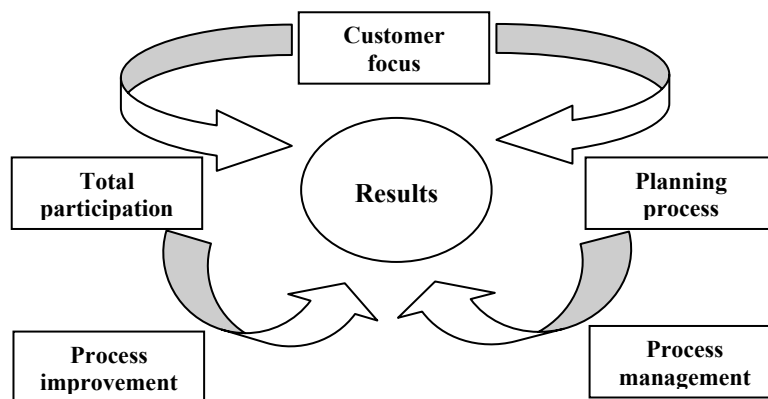 Customer
focus
Total
participation
Results
Planning
process
Process
improvement
Process
management